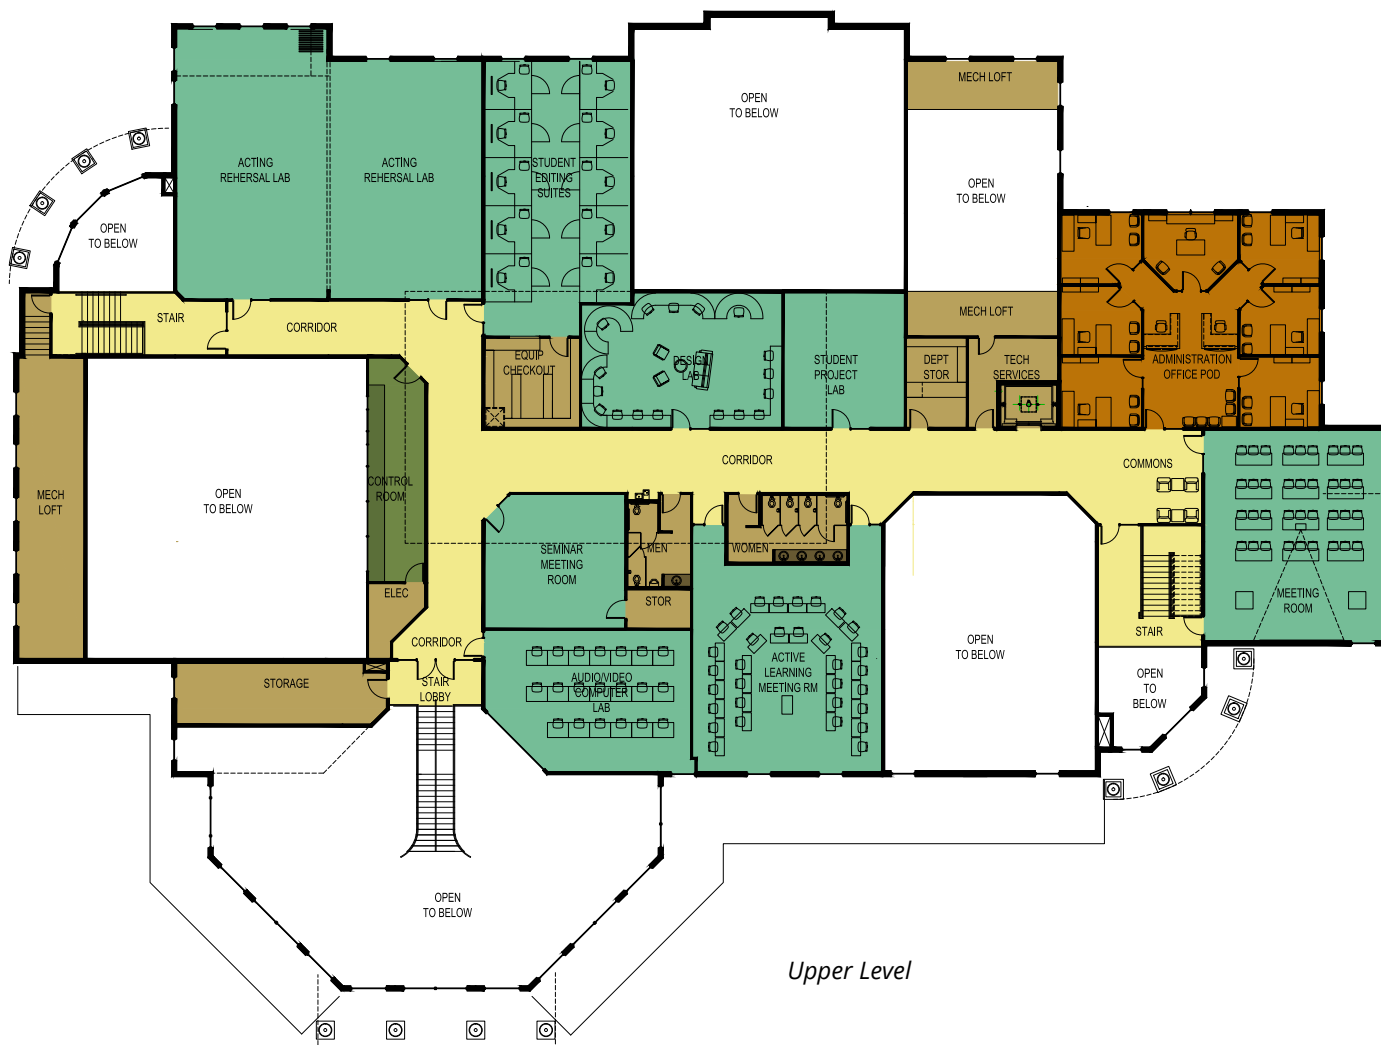 MECH LOFT
OPEN
TO BELOW
ACTING
REHERSAL LAB
ACTING
REHERSAL LAB
STUDENT
EDITING
SUITES
OPEN
TO BELOW
OPEN
TO BELOW
STAIR
CORRIDOR
MECH LOFT
EQUIP
CHECKOUT
DESIGN
LAB
STUDENT
PROJECT
LAB
DEPT
STOR
TECH
SERVICES
ADMINISTRATION
OFFICE POD
CORRIDOR
COMMONS
MECH
LOFT
OPEN
TO BELOW
CONTROL
ROOM
SEMINAR
MEETING
ROOM
MEN
WOMEN
ELEC
STOR
MEETING
ROOM
STAIR
CORRIDOR
OPEN
TO BELOW
ACTIVE
LEARNING
MEETING RM
STORAGE
STAIR
LOBBY
AUDIO/VIDEO
COMPUTER
LAB
OPEN
TO
BELOW
OPEN
TO BELOW
Upper Level